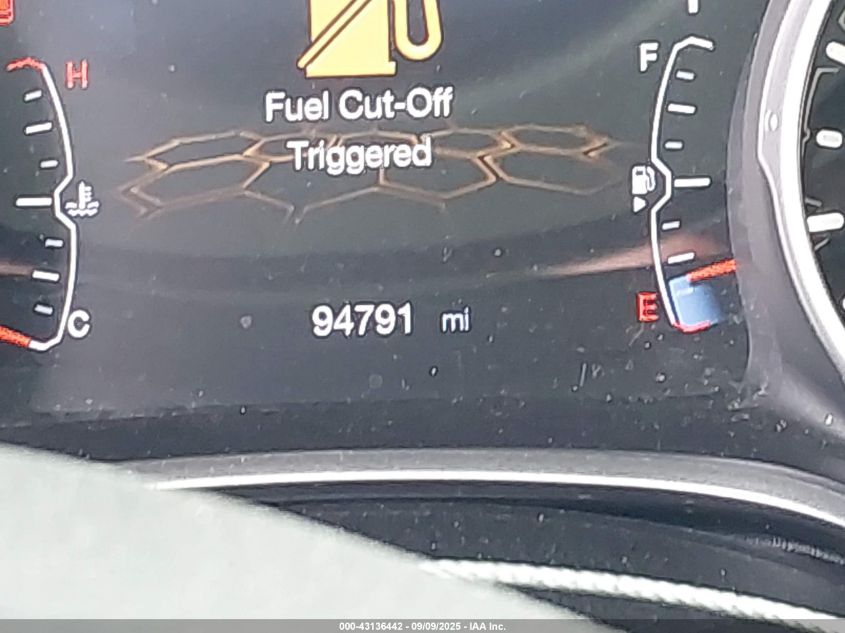 H
F
Fuel Cut-Off
Triggered
E
C
94791 mi
000-43136442 - 09/09/2025 - IAA Inc.